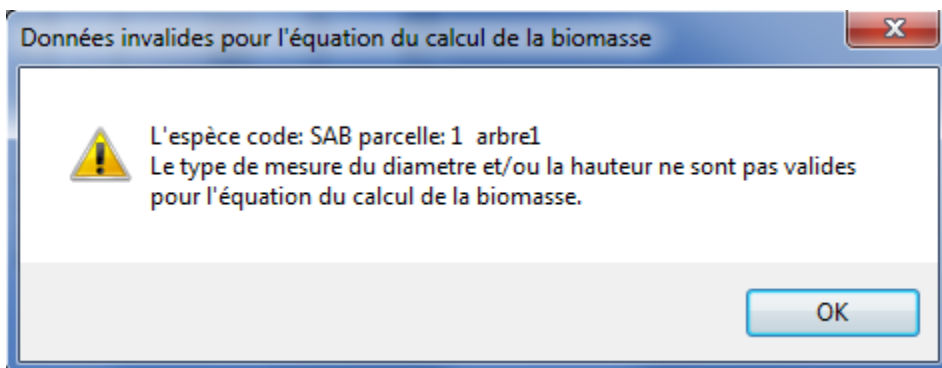 Données invalides pour l'équation du calcul de la biomasse
L'espèce code: SAB parcelle: 1 arbre1
Le type de mesure du diametre et/ou la hauteur ne sont pas valides
pour l'équation du calcul de la biomasse.
OK